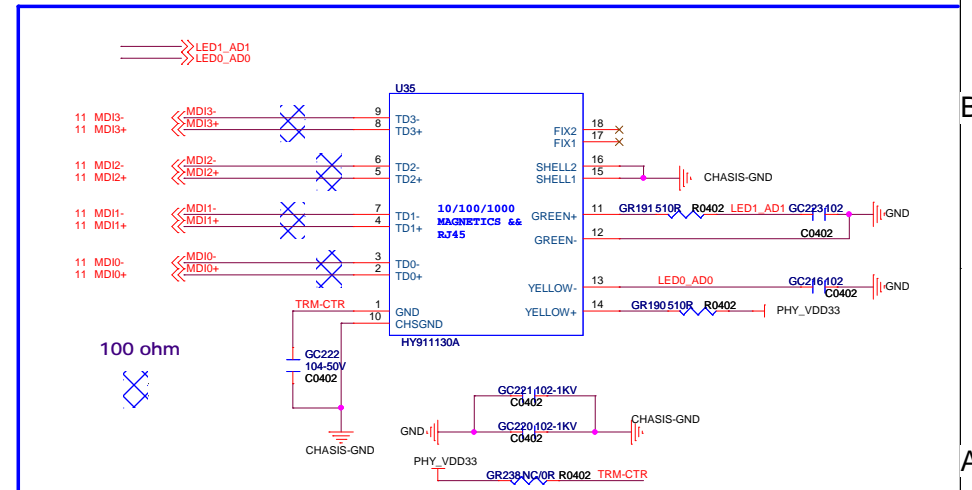 LED1_AD1
LED0_AD0
B
U35
11 MDI3- MDI3- 9 TD3-
11 MDI3+ MDI3+ 8 TD3+
FIX2 18
FIX1 17
11 MDI2- MDI2- 6 TD2-
11 MDI2+ MDI2+ 5 TD2+
SHELL2 16
SHELL1 15 CHASIS-GND
11 MDI1- MDI1- 7 TD1-
11 MDI1+ MDI1+ 4 TD1+
10/100/1000
MAGNETICS &&
RJ45
GREEN+ 11 GR191 510R R0402 LED1_AD1 GC223 102 GND
C0402
GREEN- 12
11 MDI0- MDI0- 3 TD0-
11 MDI0+ MDI0+ 2 TD0+
YELLOW- 13 LED0_AD0 GC216 102 GND
C0402
YELLOW+ 14 GR190 510R R0402 PHY_VDD33
TRM-CTR 1 GND
10 CHSGND
HY911130A
100 ohm
GC222
104-50V
C0402
CHASIS-GND
GC221 102-1KV
C0402
GND GC220 102-1KV CHASIS-GND
C0402
PHY_VDD33
GR238 NC/0R R0402 TRM-CTR
A